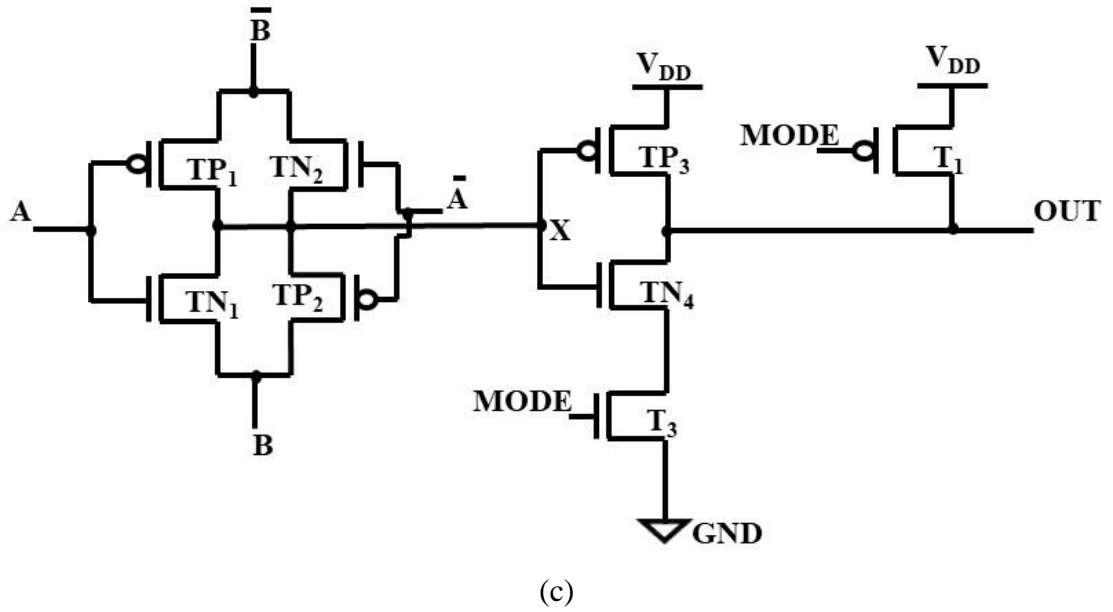 B̅
V_DD
V_DD
MODE
TP₁
TN₂
TP₃
T₁
A
A̅
X
OUT
TN₁
TP₂
TN₄
MODE
T₃
B
GND
(c)